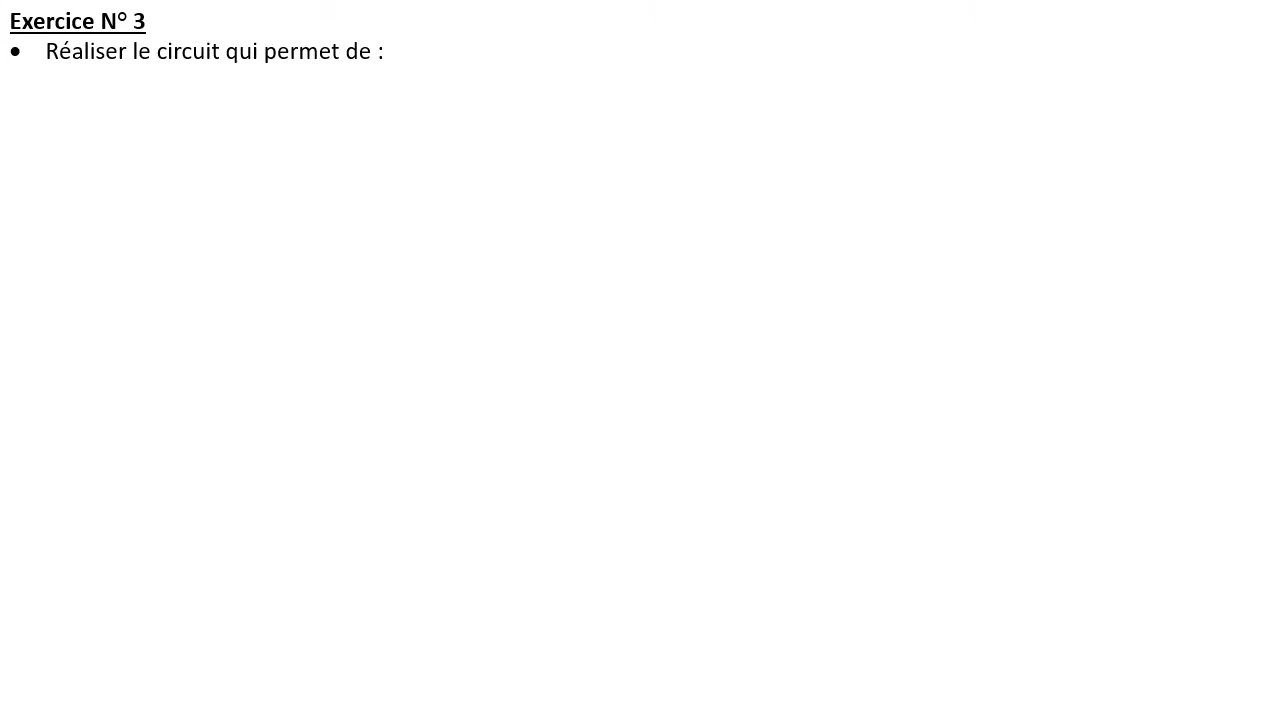 Exercice N° 3
• Réaliser le circuit qui permet de :